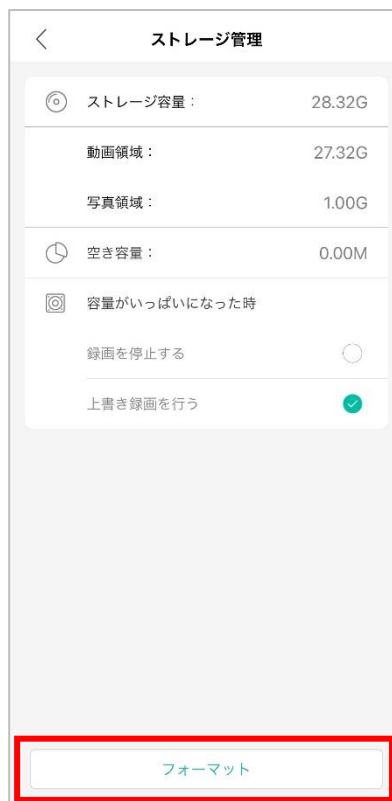 ストレージ管理
ストレージ容量： 28.32G
動画領域： 27.32G
写真領域： 1.00G
空き容量： 0.00M
容量がいっぱいになった時
録画を停止する
上書き録画を行う
フォーマット